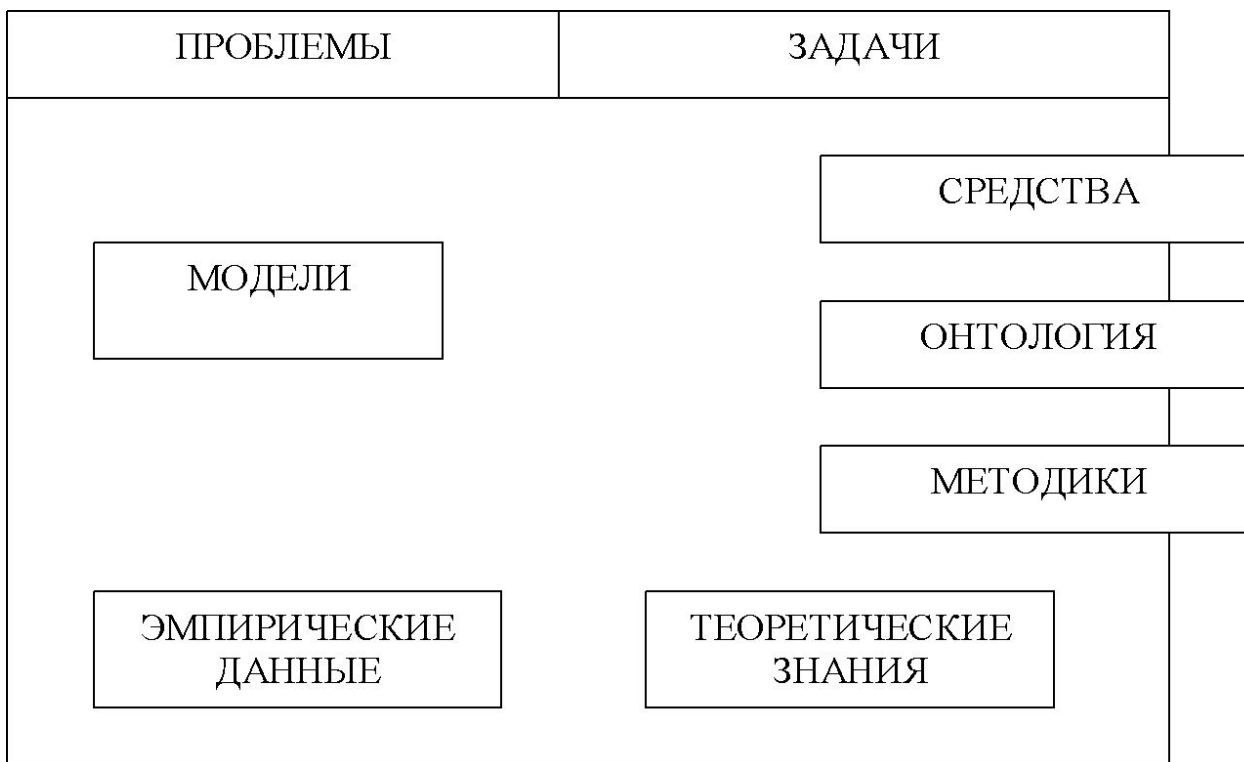 ПРОБЛЕМЫ
ЗАДАЧИ
СРЕДСТВА
МОДЕЛИ
ОНТОЛОГИЯ
МЕТОДИКИ
ЭМПИРИЧЕСКИЕ
ДАННЫЕ
ТЕОРЕТИЧЕСКИЕ
ЗНАНИЯ